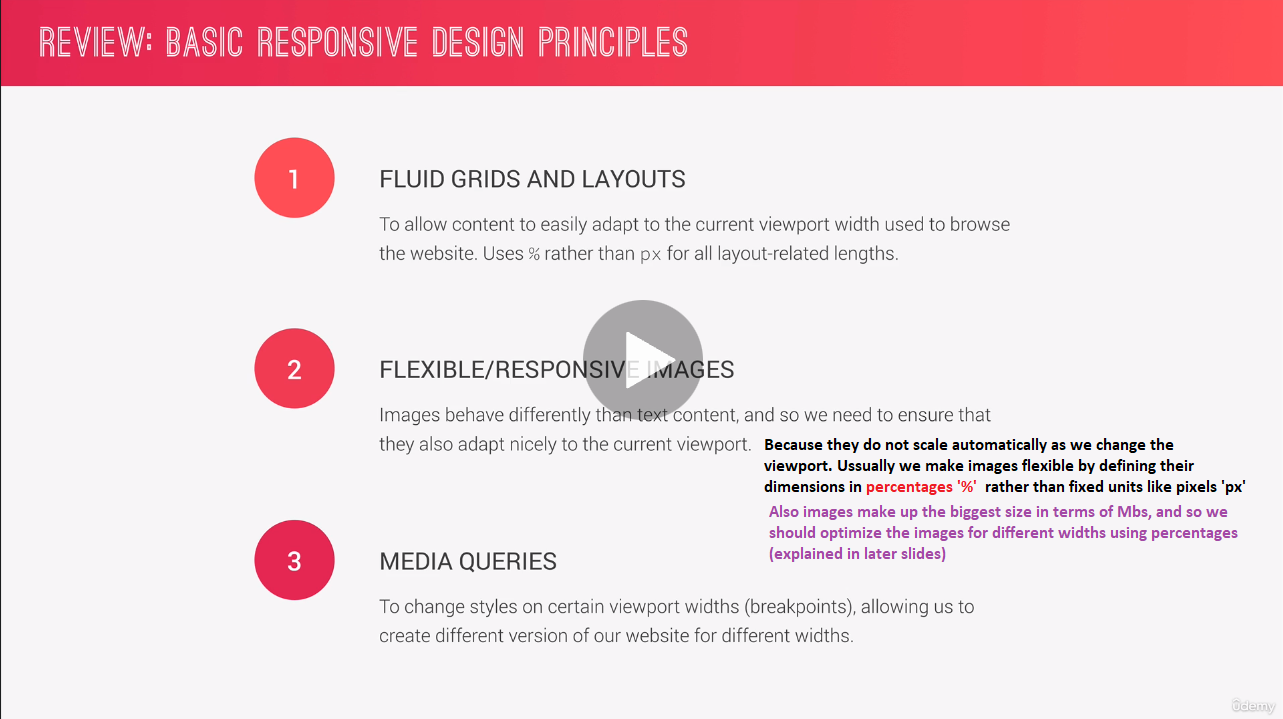 REVIEW: BASIC RESPONSIVE DESIGN PRINCIPLES
1
FLUID GRIDS AND LAYOUTS
To allow content to easily adapt to the current viewport width used to browse
the website. Uses % rather than px for all layout-related lengths.
2
FLEXIBLE/RESPONSIVE IMAGES
Images behave differently than text content, and so we need to ensure that
they also adapt nicely to the current viewport.
Because they do not scale automatically as we change the
viewport. Ussually we make images flexible by defining their
dimensions in percentages '%' rather than fixed units like pixels 'px'
Also images make up the biggest size in terms of Mbs, and so we
should optimize the images for different widths using percentages
(explained in later slides)
3
MEDIA QUERIES
To change styles on certain viewport widths (breakpoints), allowing us to
create different version of our website for different widths.
ûdemy